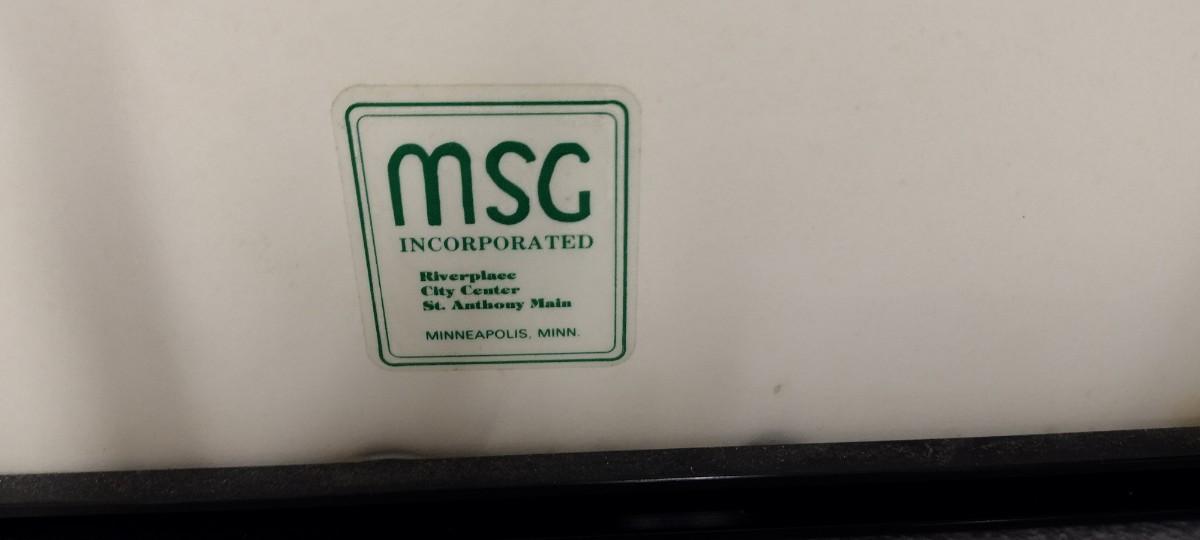 MSG
INCORPORATED
Riverplace
City Center
St. Anthony Main
MINNEAPOLIS, MINN.